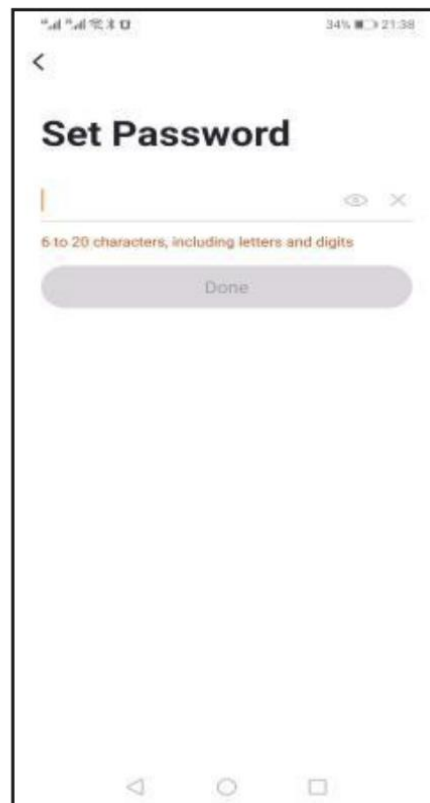 34% 21:38
Set Password
6 to 20 characters, including letters and digits
Done